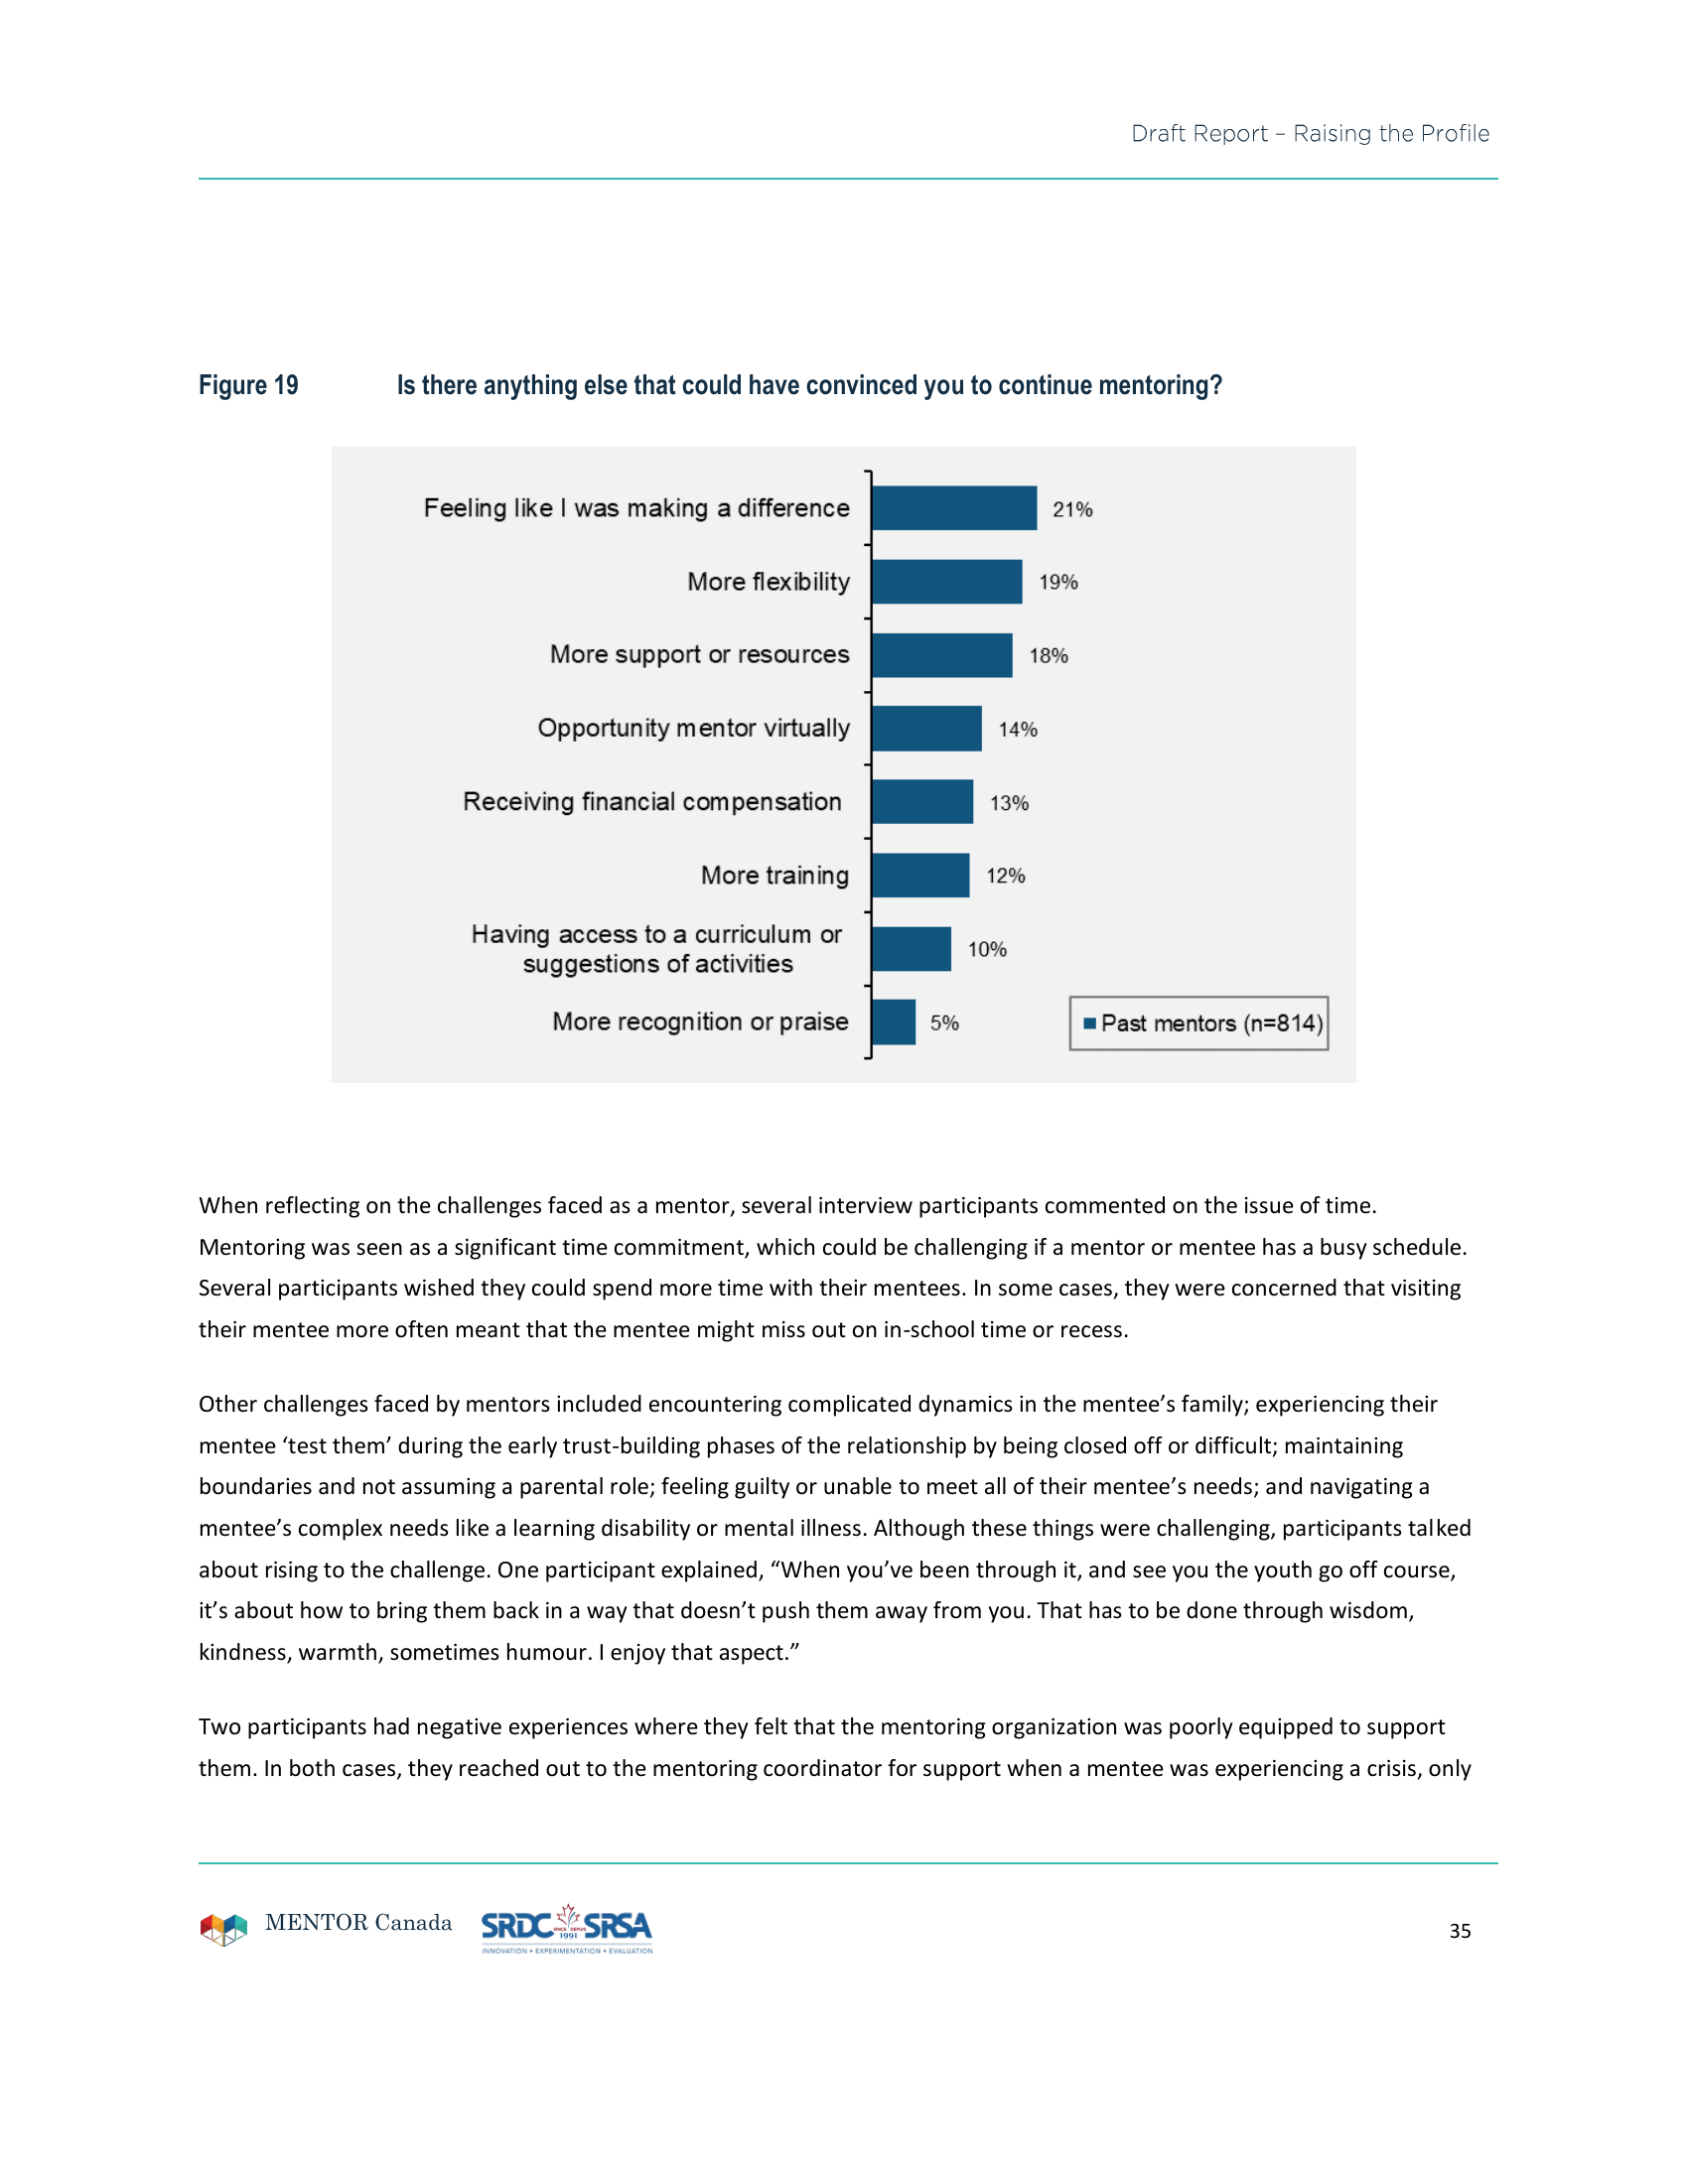 Draft Report – Raising the Profile
Figure 19 Is there anything else that could have convinced you to continue mentoring?
Feeling like I was making a difference 21%
More flexibility 19%
More support or resources 18%
Opportunity mentor virtually 14%
Receiving financial compensation 13%
More training 12%
Having access to a curriculum or
suggestions of activities 10%
More recognition or praise 5%
Past mentors (n=814)
When reflecting on the challenges faced as a mentor, several interview participants commented on the issue of time.
Mentoring was seen as a significant time commitment, which could be challenging if a mentor or mentee has a busy schedule.
Several participants wished they could spend more time with their mentees. In some cases, they were concerned that visiting
their mentee more often meant that the mentee might miss out on in-school time or recess.
Other challenges faced by mentors included encountering complicated dynamics in the mentee’s family; experiencing their
mentee ‘test them’ during the early trust-building phases of the relationship by being closed off or difficult; maintaining
boundaries and not assuming a parental role; feeling guilty or unable to meet all of their mentee’s needs; and navigating a
mentee’s complex needs like a learning disability or mental illness. Although these things were challenging, participants talked
about rising to the challenge. One participant explained, “When you’ve been through it, and see you the youth go off course,
it’s about how to bring them back in a way that doesn’t push them away from you. That has to be done through wisdom,
kindness, warmth, sometimes humour. I enjoy that aspect.”
Two participants had negative experiences where they felt that the mentoring organization was poorly equipped to support
them. In both cases, they reached out to the mentoring coordinator for support when a mentee was experiencing a crisis, only
MENTOR Canada
SRDC SINCE DEPUIS 1991 SRSA
INNOVATION • EXPERIMENTATION • EVALUATION
35